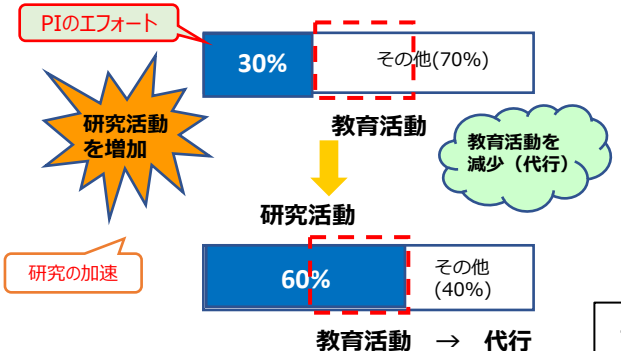 PIのエフォート
30%
その他(70%)
研究活動
を増加
教育活動
教育活動を
減少（代行）
研究活動
研究の加速
60%
その他
(40%)
教育活動 → 代行